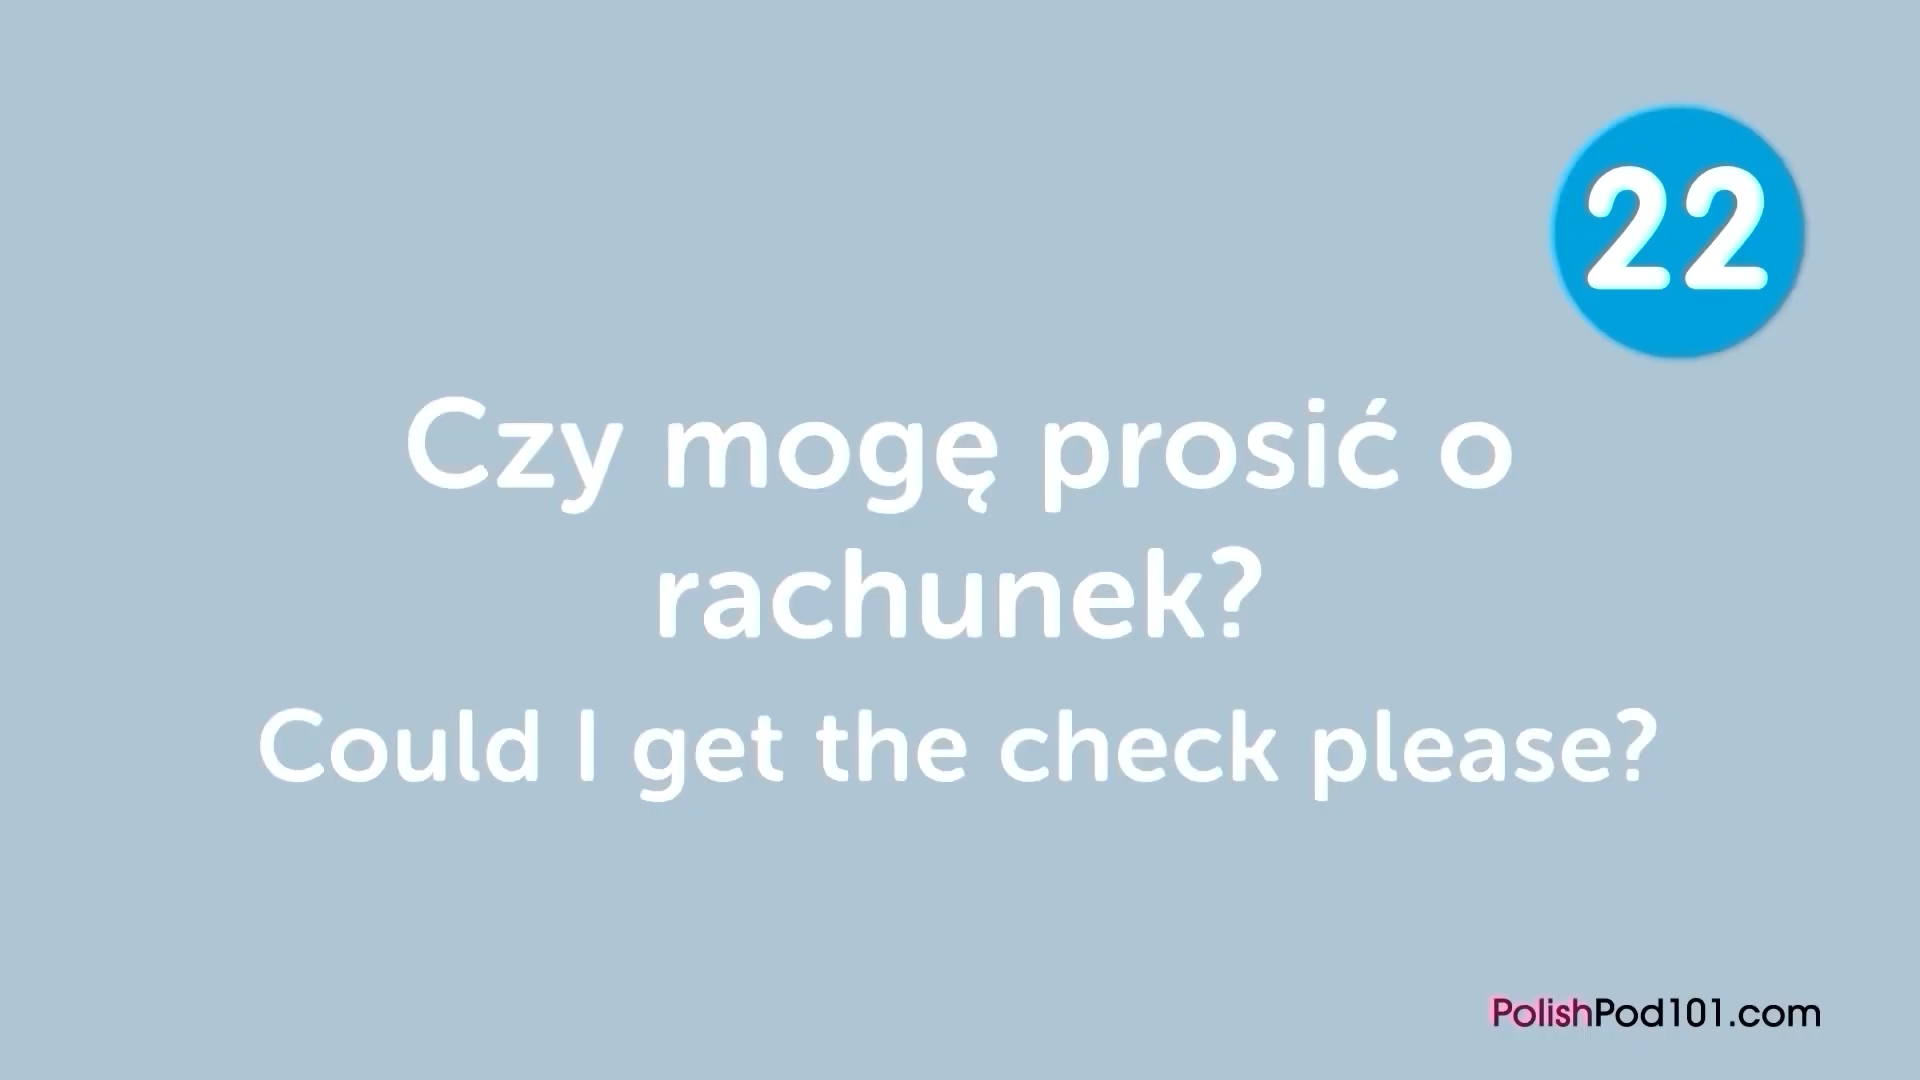 22
Czy mogę prosić o
rachunek?
Could I get the check please?
PolishPod101.com